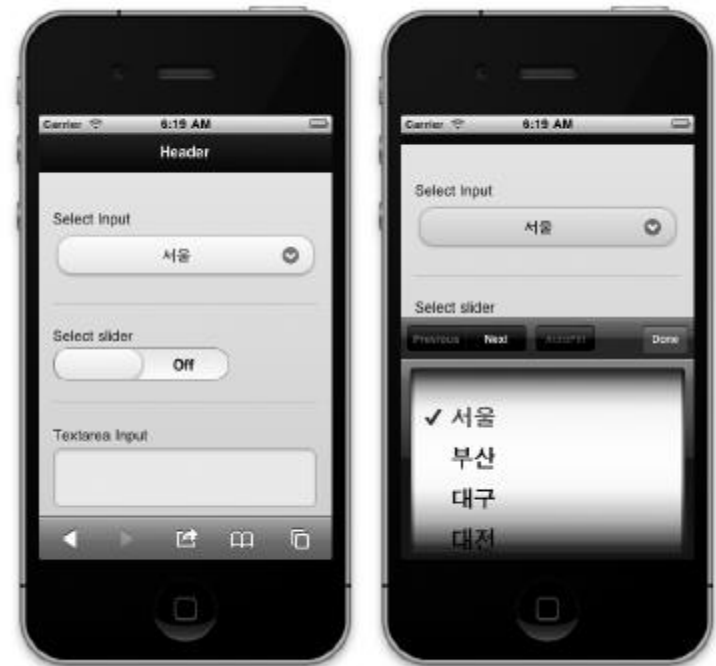 Carrier
6:19 AM
Header
Select Input
서울
Select slider
Off
Textarea Input
Carrier
6:19 AM
Select Input
서울
Select slider
Previous
Next
AutoFill
Done
✓ 서울
부산
대구
대전